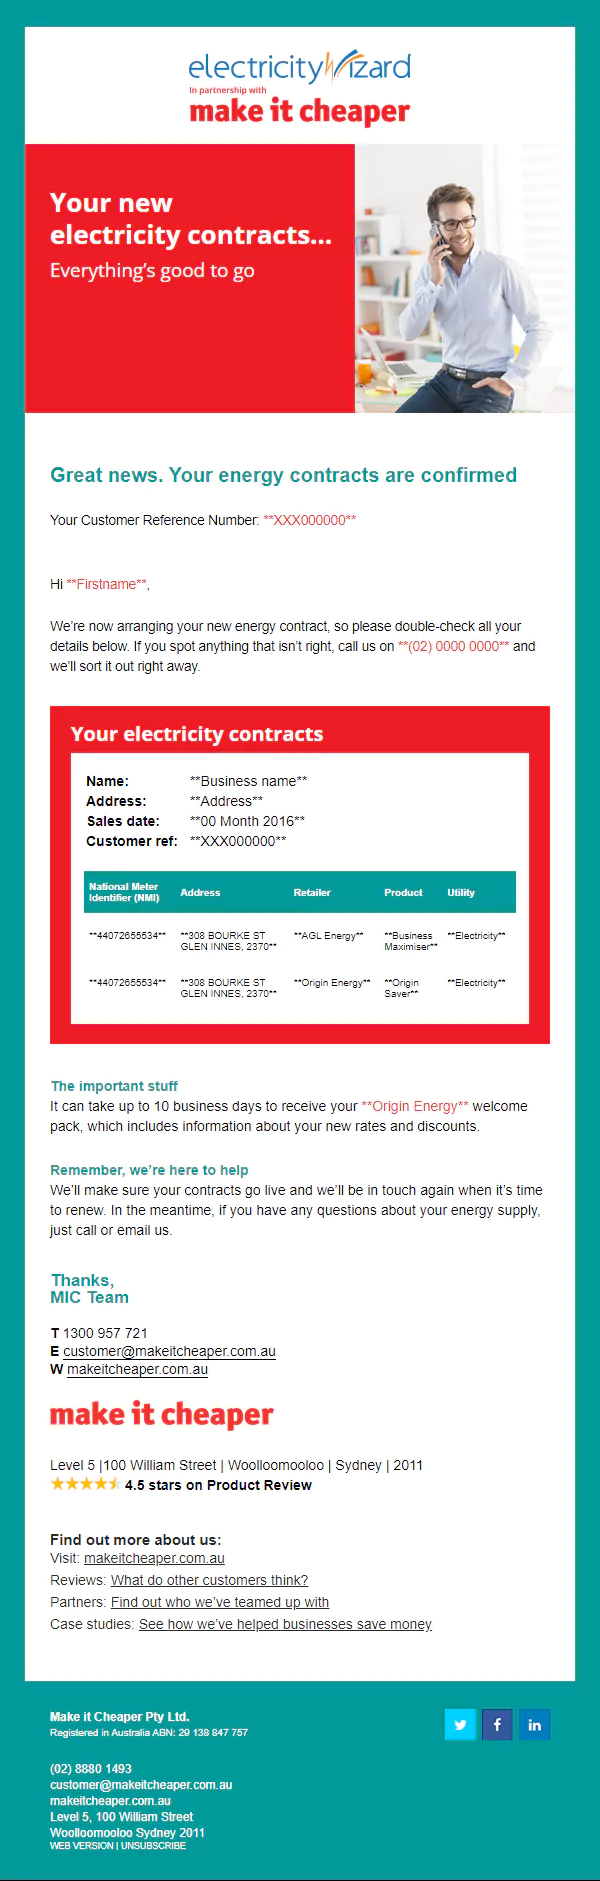 electricityWizard
In partnership with
make it cheaper
Your new
electricity contracts...
Everything's good to go
Great news. Your energy contracts are confirmed
Your Customer Reference Number: **XXX000000**
Hi **Firstname**,
We're now arranging your new energy contract, so please double-check all your
details below. If you spot anything that isn't right, call us on **(02) 0000 0000** and
we'll sort it out right away.
Your electricity contracts
Name: **Business name**
Address: **Address**
Sales date: **00 Month 2016**
Customer ref: **XXX000000**
National Meter Identifier (NMI) Address Retailer Product Utility
**44072655534** **308 BOURKE ST GLEN INNES, 2370** **AGL Energy** **Business Maximiser** **Electricity**
**44072655534** **308 BOURKE ST GLEN INNES, 2370** **Origin Energy** **Origin Saver** **Electricity**
The important stuff
It can take up to 10 business days to receive your **Origin Energy** welcome
pack, which includes information about your new rates and discounts.
Remember, we're here to help
We'll make sure your contracts go live and we'll be in touch again when it's time
to renew. In the meantime, if you have any questions about your energy supply,
just call or email us.
Thanks,
MIC Team
T 1300 957 721
E customer@makeitcheaper.com.au
W makeitcheaper.com.au
make it cheaper
Level 5 |100 William Street | Woolloomooloo | Sydney | 2011
4.5 stars on Product Review
Find out more about us:
Visit: makeitcheaper.com.au
Reviews: What do other customers think?
Partners: Find out who we've teamed up with
Case studies: See how we've helped businesses save money
Make it Cheaper Pty Ltd.
Registered in Australia ABN: 29 138 847 757
(02) 8880 1493
customer@makeitcheaper.com.au
makeitcheaper.com.au
Level 5, 100 William Street
Woolloomooloo Sydney 2011
WEB VERSION | UNSUBSCRIBE